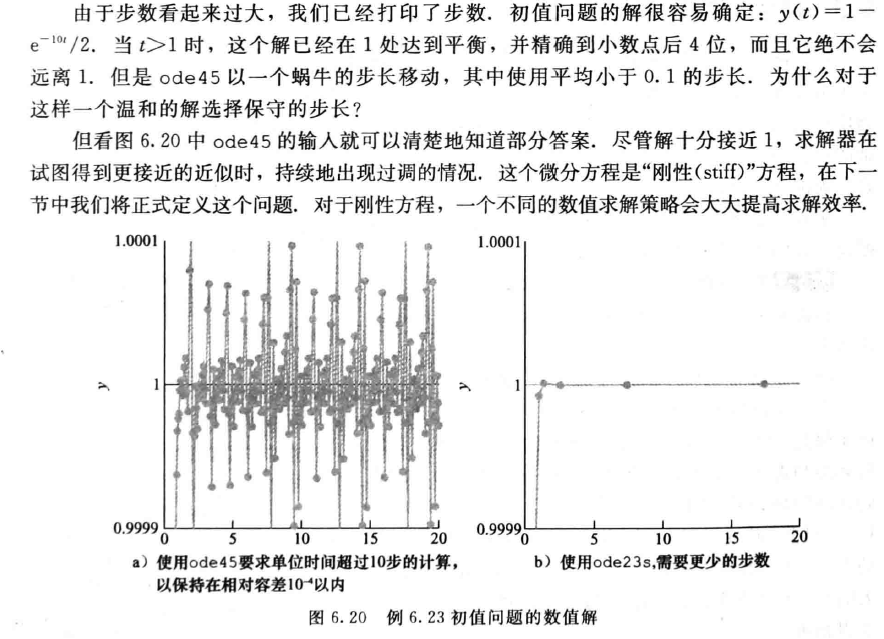 由于步数看起来过大，我们已经打印了步数．初值问题的解很容易确定：y(t)=1−
e⁻¹⁰ᵗ/2．当 t>1 时，这个解已经在 1 处达到平衡，并精确到小数点后 4 位，而且它绝不会
远离 1．但是 ode45 以一个蜗牛的步长移动，其中使用平均小于 0.1 的步长．为什么对于
这样一个温和的解选择保守的步长？
但看图 6.20 中 ode45 的输入就可以清楚地知道部分答案．尽管解十分接近 1，求解器在
试图得到更接近的近似时，持续地出现过调的情况．这个微分方程是“刚性(stiff)”方程，在下一
节中我们将正式定义这个问题．对于刚性方程，一个不同的数值求解策略会大大提高求解效率．
1.0001
y
1
0.9999
0 5 10 15 20
a）使用ode45要求单位时间超过10步的计算，
以保持在相对容差10⁻⁴以内
1.0001
y
1
0.9999
0 5 10 15 20
b）使用ode23s,需要更少的步数
图 6.20 例 6.23 初值问题的数值解